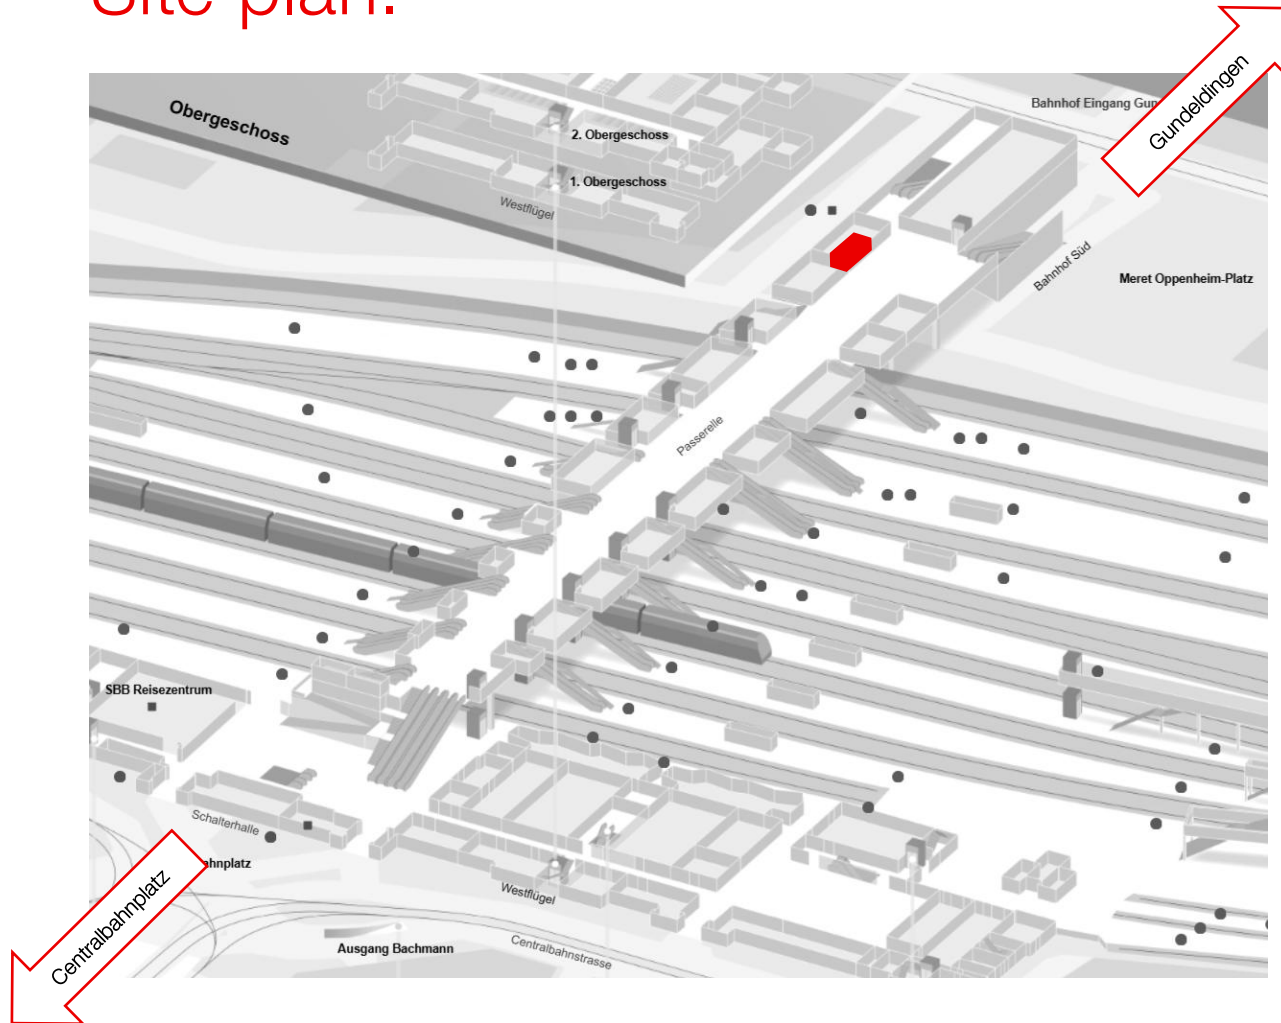 Site plan.
Gundeldingen
Bahnhof Eingang Gun
Obergeschoss
2. Obergeschoss
1. Obergeschoss
Westflügel
Bahnhof Süd
Meret Oppenheim-Platz
Passerelle
SBB Reisezentrum
Schalterhalle
ahnplatz
Centralbahnplatz
Westflügel
Ausgang Bachmann
Centralbahnstrasse